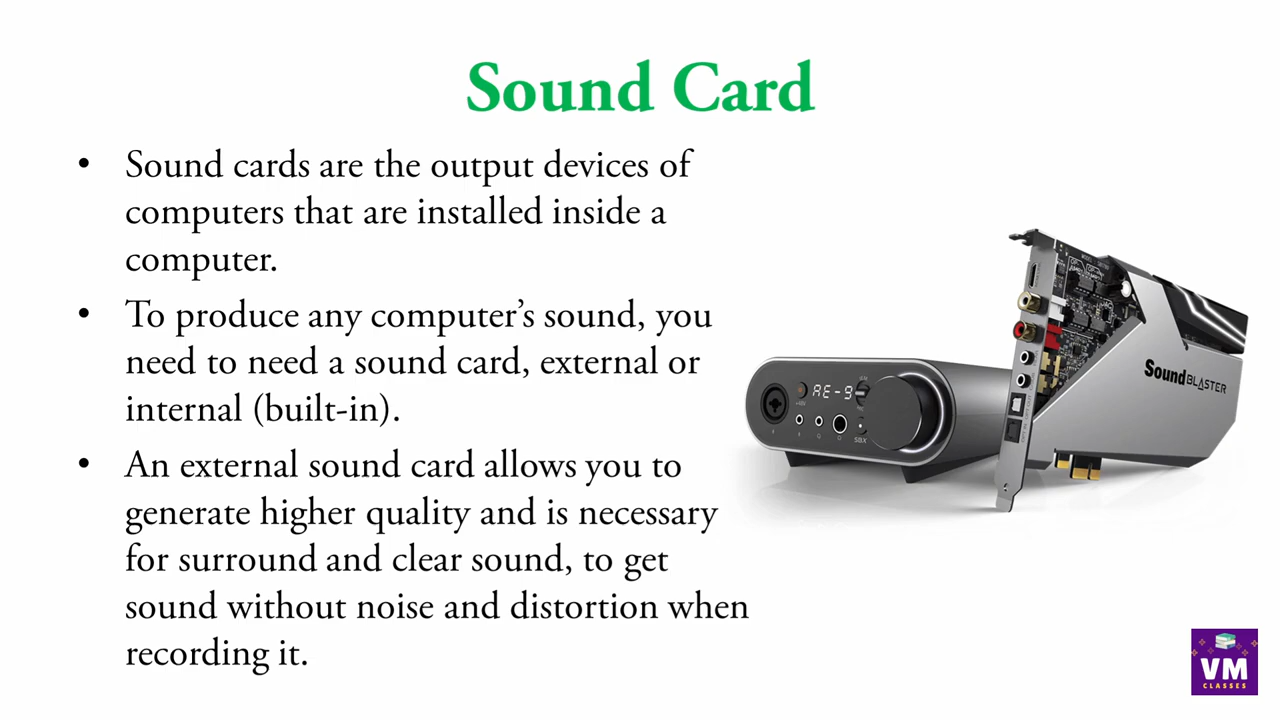 Sound Card
• Sound cards are the output devices of
computers that are installed inside a
computer.
• To produce any computer’s sound, you
need to need a sound card, external or
internal (built-in).
• An external sound card allows you to
generate higher quality and is necessary
for surround and clear sound, to get
sound without noise and distortion when
recording it.
AE-9
SBX
Sound BLASTER
VM
CLASSES